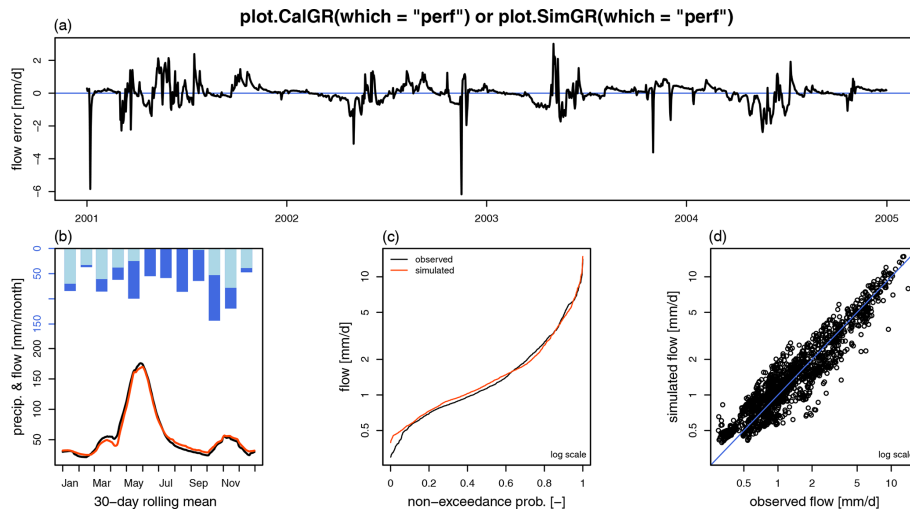 plot.CalGR(which = "perf") or plot.SimGR(which = "perf")
(a)
flow error [mm/d]
2
0
−2
−4
−6
2001
2002
2003
2004
2005
(b)
precip. & flow [mm/month]
0
50
150
200
150
100
50
Jan Mar May Jul Sep Nov
30−day rolling mean
(c)
observed
simulated
flow [mm/d]
10
5
2
1
0.5
log scale
0 0.2 0.4 0.6 0.8 1
non−exceedance prob. [−]
(d)
simulated flow [mm/d]
10
5
2
1
0.5
log scale
0.5 1 2 5 10
observed flow [mm/d]